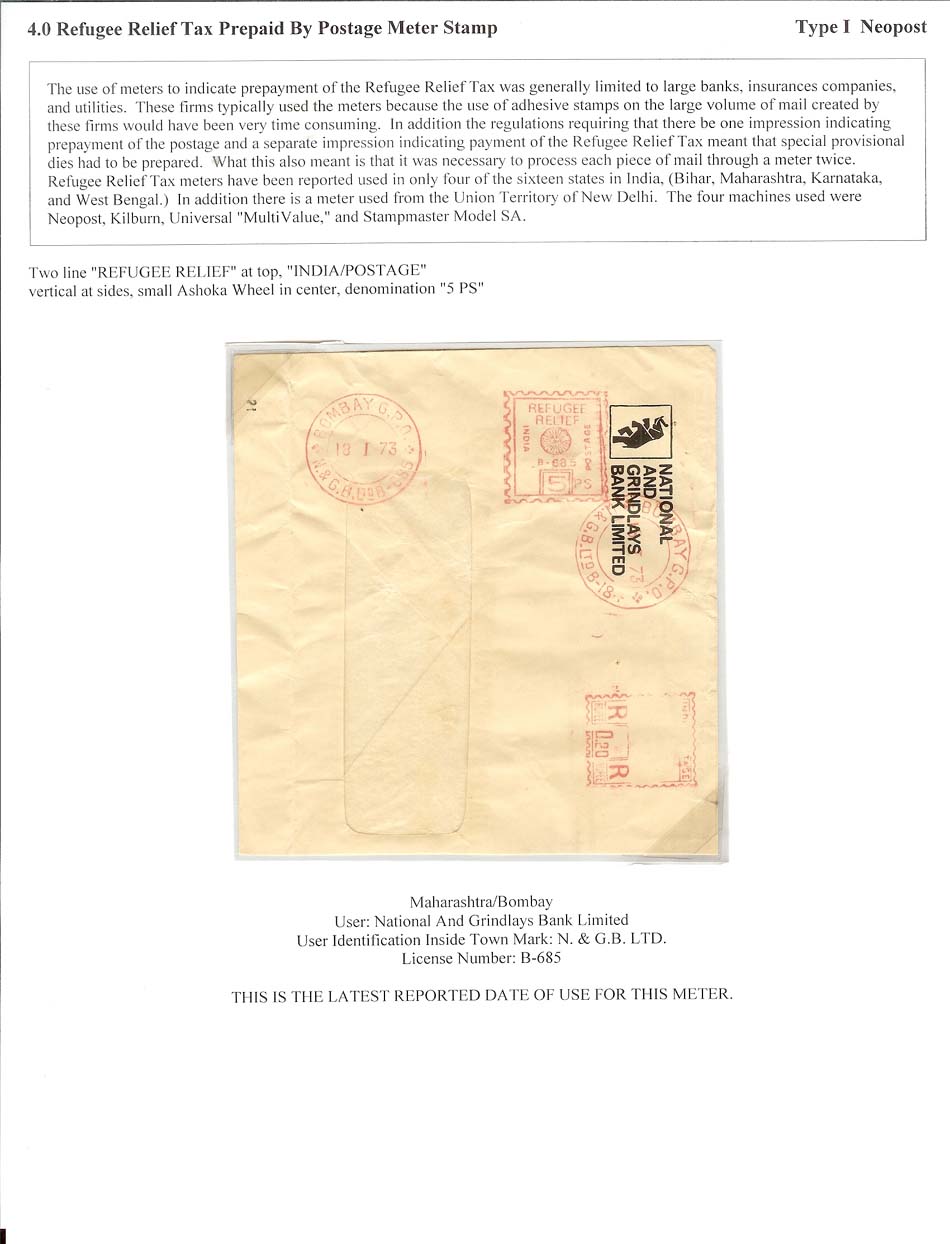 4.0 Refugee Relief Tax Prepaid By Postage Meter Stamp
Type I Neopost
The use of meters to indicate prepayment of the Refugee Relief Tax was generally limited to large banks, insurances companies,
and utilities. These firms typically used the meters because the use of adhesive stamps on the large volume of mail created by
these firms would have been very time consuming. In addition the regulations requiring that there be one impression indicating
prepayment of the postage and a separate impression indicating payment of the Refugee Relief Tax meant that special provisional
dies had to be prepared. What this also meant is that it was necessary to process each piece of mail through a meter twice.
Refugee Relief Tax meters have been reported used in only four of the sixteen states in India, (Bihar, Maharashtra, Karnataka,
and West Bengal.) In addition there is a meter used from the Union Territory of New Delhi. The four machines used were
Neopost, Kilburn, Universal "MultiValue," and Stampmaster Model SA.
Two line "REFUGEE RELIEF" at top, "INDIA/POSTAGE"
vertical at sides, small Ashoka Wheel in center, denomination "5 PS"
21
BOMBAY G.P.O.
18 I 73
N.& G.B.LTD B-685
REFUGEE
RELIEF
INDIA
POSTAGE
B-685
5 PS
NATIONAL
AND
GRINDLAYS
BANK LIMITED
BOMBAY G.P.O.
73
& G.B.LTD B-18
R
0.20
R
Maharashtra/Bombay
User: National And Grindlays Bank Limited
User Identification Inside Town Mark: N. & G.B. LTD.
License Number: B-685
THIS IS THE LATEST REPORTED DATE OF USE FOR THIS METER.